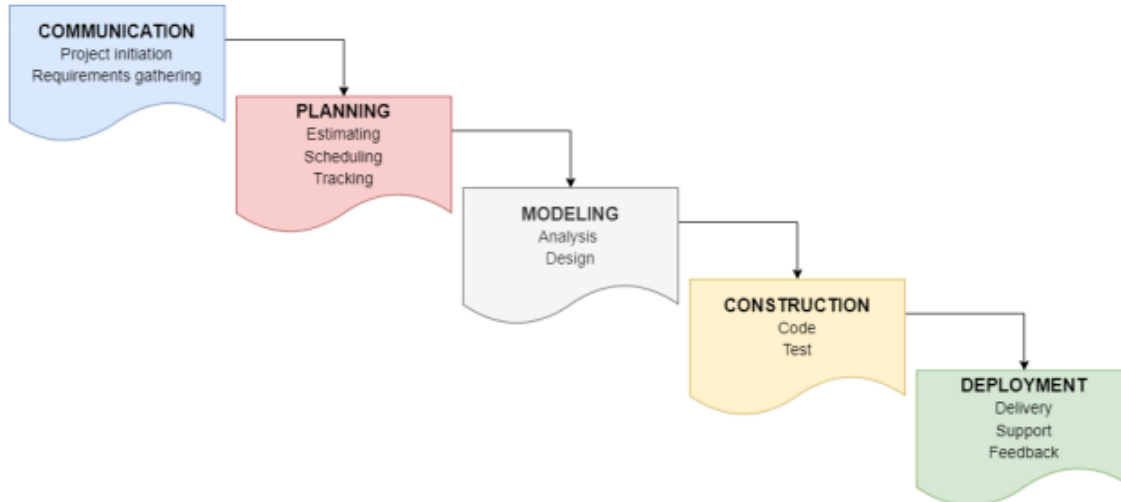 COMMUNICATION
Project initiation
Requirements gathering
PLANNING
Estimating
Scheduling
Tracking
MODELING
Analysis
Design
CONSTRUCTION
Code
Test
DEPLOYMENT
Delivery
Support
Feedback